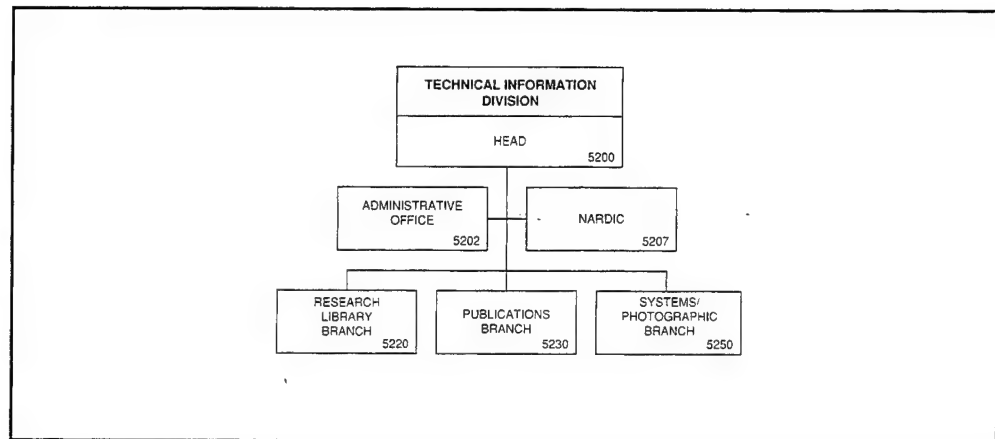 TECHNICAL INFORMATION
DIVISION
HEAD
5200
ADMINISTRATIVE
OFFICE
5202
NARDIC
5207
RESEARCH
LIBRARY
BRANCH
5220
PUBLICATIONS
BRANCH
5230
SYSTEMS/
PHOTOGRAPHIC
BRANCH
5250